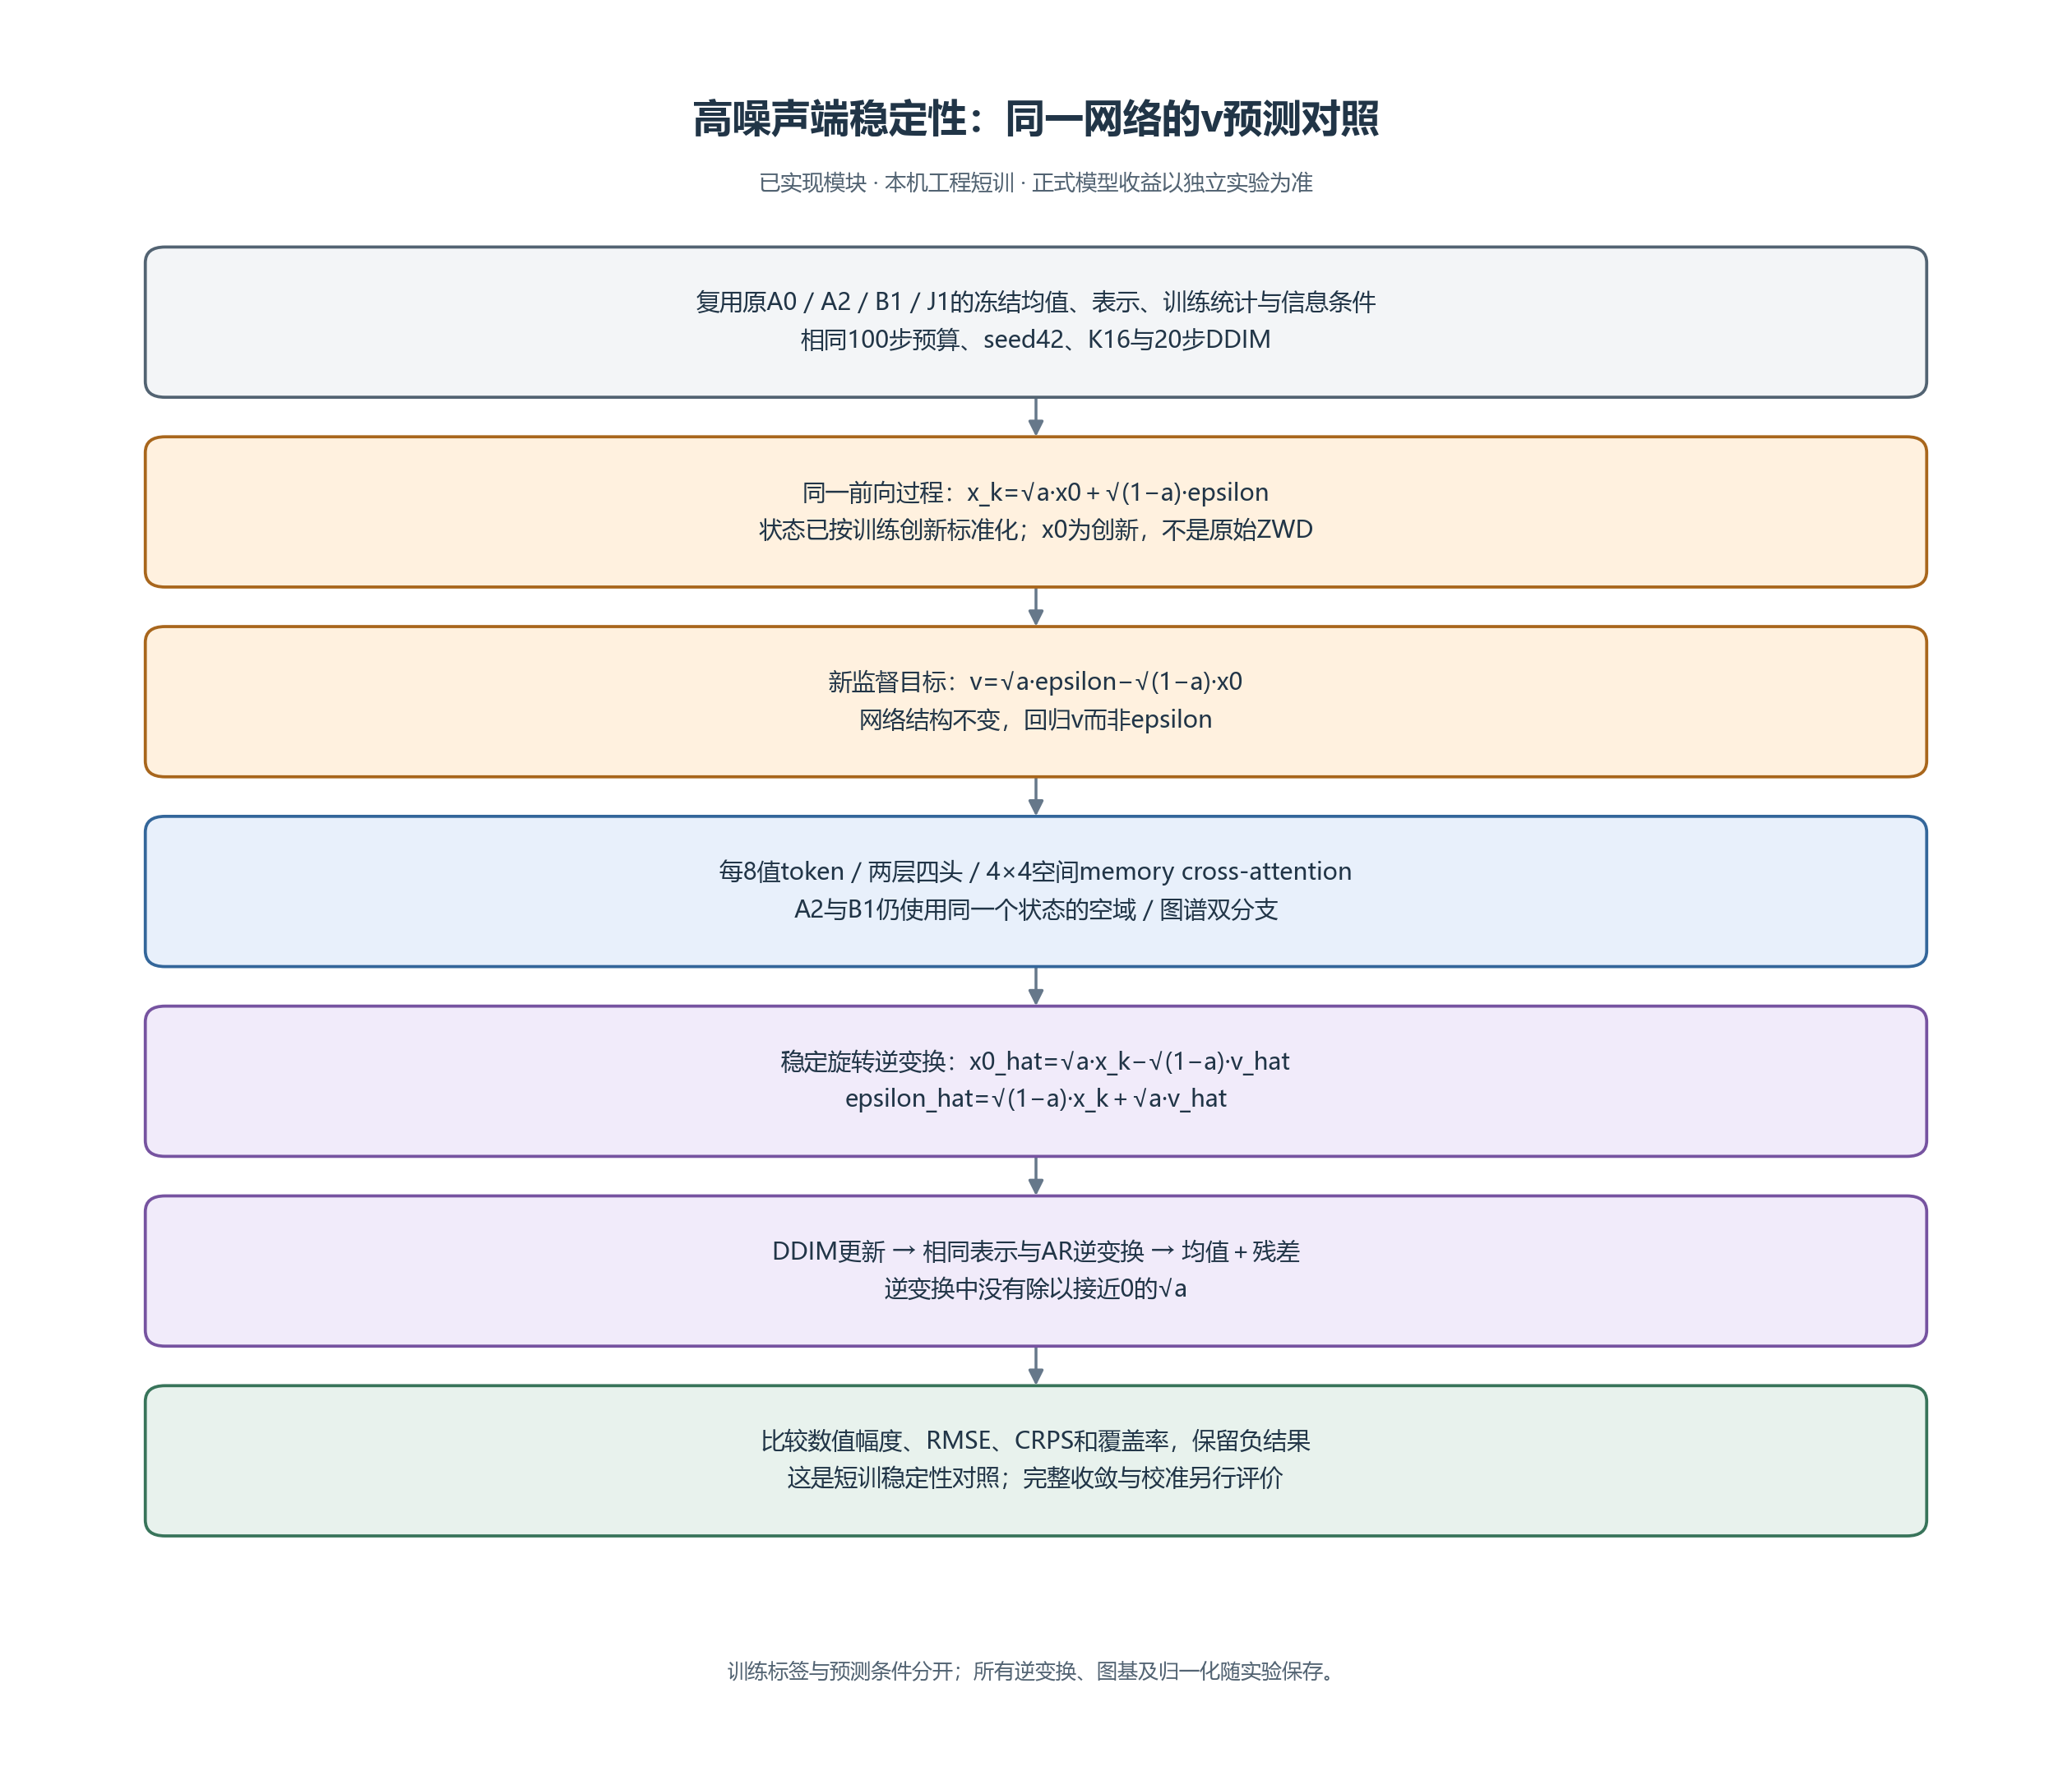 高噪声端稳定性：同一网络的v预测对照
已实现模块 · 本机工程短训 · 正式模型收益以独立实验为准
复用原A0 / A2 / B1 / J1的冻结均值、表示、训练统计与信息条件
相同100步预算、seed42、K16与20步DDIM
同一前向过程：x_k=√a·x0＋√(1−a)·epsilon
状态已按训练创新标准化；x0为创新，不是原始ZWD
新监督目标：v=√a·epsilon−√(1−a)·x0
网络结构不变，回归v而非epsilon
每8值token / 两层四头 / 4×4空间memory cross-attention
A2与B1仍使用同一个状态的空域 / 图谱双分支
稳定旋转逆变换：x0_hat=√a·x_k−√(1−a)·v_hat
epsilon_hat=√(1−a)·x_k＋√a·v_hat
DDIM更新 → 相同表示与AR逆变换 → 均值＋残差
逆变换中没有除以接近0的√a
比较数值幅度、RMSE、CRPS和覆盖率，保留负结果
这是短训稳定性对照；完整收敛与校准另行评价
训练标签与预测条件分开；所有逆变换、图基及归一化随实验保存。